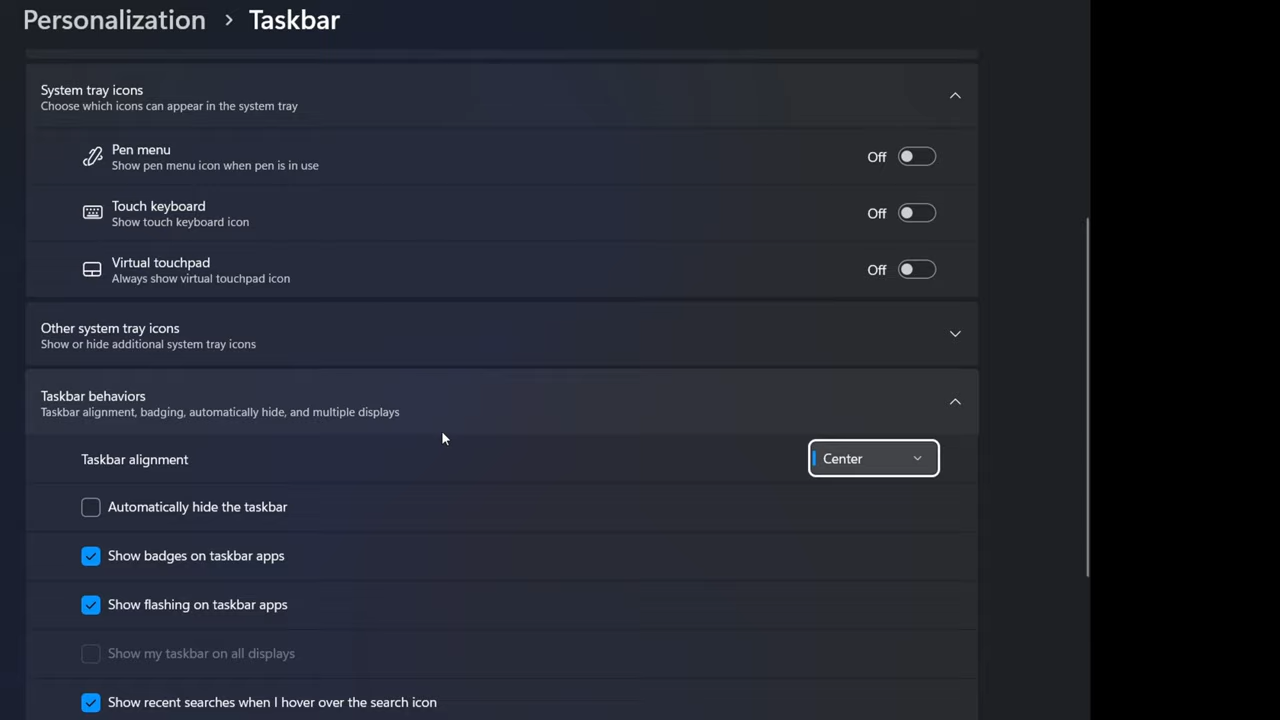 Personalization > Taskbar
System tray icons
Choose which icons can appear in the system tray
Pen menu
Show pen menu icon when pen is in use
Off
Touch keyboard
Show touch keyboard icon
Off
Virtual touchpad
Always show virtual touchpad icon
Off
Other system tray icons
Show or hide additional system tray icons
Taskbar behaviors
Taskbar alignment, badging, automatically hide, and multiple displays
Taskbar alignment
Center
Automatically hide the taskbar
Show badges on taskbar apps
Show flashing on taskbar apps
Show my taskbar on all displays
Show recent searches when I hover over the search icon